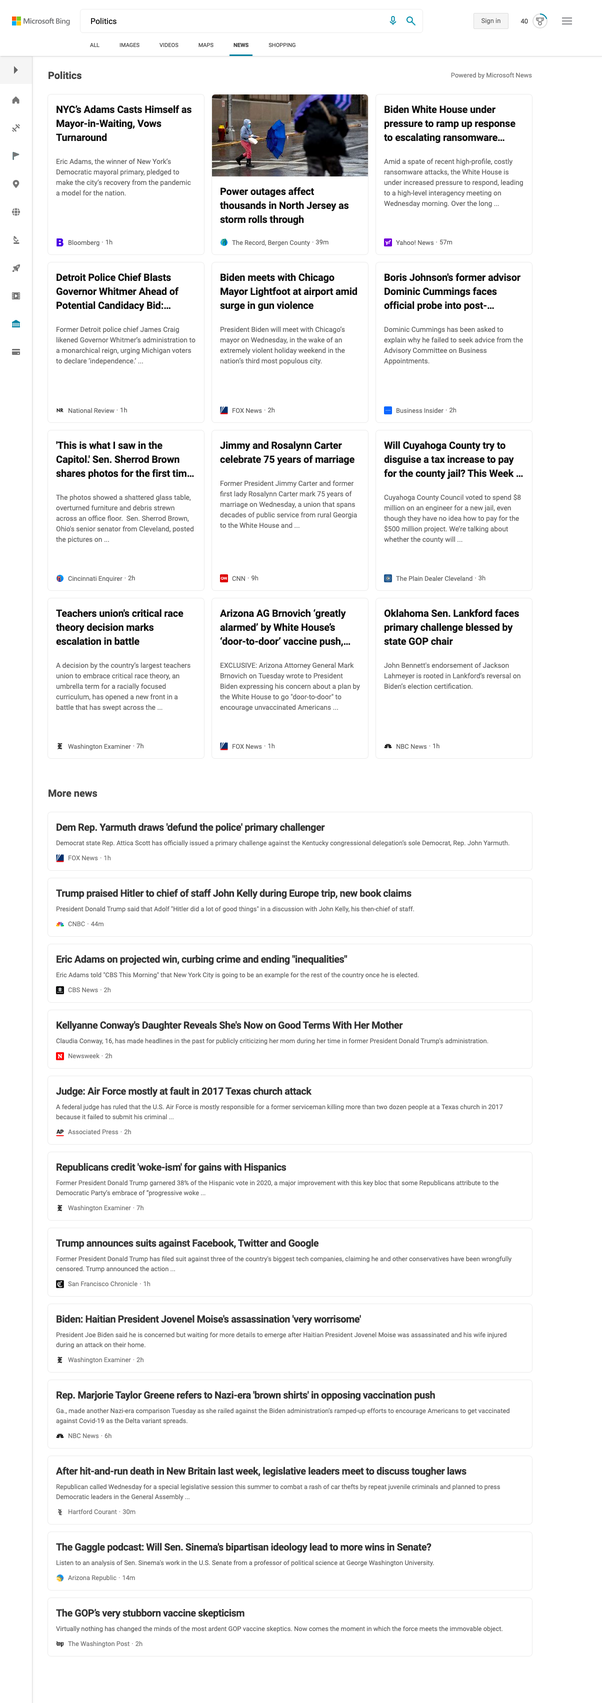 Microsoft Bing
Politics
Sign in
40
ALL
IMAGES
VIDEOS
MAPS
NEWS
SHOPPING
Politics
Powered by Microsoft News
NYC's Adams Casts Himself as
Mayor-in-Waiting, Vows
Turnaround
Eric Adams, the winner of New York's
Democratic mayoral primary, pledged to
make the city's recovery from the pandemic
a model for the nation.
Bloomberg · 1h
Power outages affect
thousands in North Jersey as
storm rolls through
The Record, Bergen County · 39m
Biden White House under
pressure to ramp up response
to escalating ransomware…
Amid a spate of recent high-profile, costly
ransomware attacks, the White House is
under increased pressure to respond, leading
to a high-level interagency meeting on
Wednesday morning. Over the long ...
Yahoo! News · 57m
Detroit Police Chief Blasts
Governor Whitmer Ahead of
Potential Candidacy Bid:…
Former Detroit police chief James Craig
likened Governor Whitmer's administration to
a monarchical reign, urging Michigan voters
to declare 'independence.' ...
NR National Review · 1h
Biden meets with Chicago
Mayor Lightfoot at airport amid
surge in gun violence
President Biden will meet with Chicago's
mayor on Wednesday, in the wake of an
extremely violent holiday weekend in the
nation's third most populous city.
FOX News · 2h
Boris Johnson's former advisor
Dominic Cummings faces
official probe into post-…
Dominic Cummings has been asked to
explain why he failed to seek advice from the
Advisory Committee on Business
Appointments.
Business Insider · 2h
'This is what I saw in the
Capitol.' Sen. Sherrod Brown
shares photos for the first tim…
The photos showed a shattered glass table,
overturned furniture and debris strewn
across an office floor. Sen. Sherrod Brown,
Ohio's senior senator from Cleveland, posted
the pictures on ...
Cincinnati Enquirer · 2h
Jimmy and Rosalynn Carter
celebrate 75 years of marriage
Former President Jimmy Carter and former
first lady Rosalynn Carter mark 75 years of
marriage on Wednesday, a union that spans
decades of public service from rural Georgia
to the White House and ...
CNN · 9h
Will Cuyahoga County try to
disguise a tax increase to pay
for the county jail? This Week …
Cuyahoga County Council voted to spend $8
million on an engineer for a new jail, even
though they have no idea how to pay for the
$500 million project. We're talking about
whether the county will ...
The Plain Dealer Cleveland · 3h
Teachers union's critical race
theory decision marks
escalation in battle
A decision by the country's largest teachers
union to embrace critical race theory, an
umbrella term for a racially focused
curriculum, has opened a new front in a
battle that has swept across the ...
Washington Examiner · 7h
Arizona AG Brnovich 'greatly
alarmed' by White House's
'door-to-door' vaccine push,…
EXCLUSIVE: Arizona Attorney General Mark
Brnovich on Tuesday wrote to President
Biden expressing his concern about a plan by
the White House to go "door-to-door" to
encourage unvaccinated Americans ...
FOX News · 1h
Oklahoma Sen. Lankford faces
primary challenge blessed by
state GOP chair
John Bennett's endorsement of Jackson
Lahmeyer is rooted in Lankford's reversal on
Biden's election certification.
NBC News · 1h
More news
Dem Rep. Yarmuth draws 'defund the police' primary challenger
Democrat state Rep. Attica Scott has officially issued a primary challenge against the Kentucky congressional delegation's sole Democrat, Rep. John Yarmuth.
FOX News · 1h
Trump praised Hitler to chief of staff John Kelly during Europe trip, new book claims
President Donald Trump said that Adolf "Hitler did a lot of good things" in a discussion with John Kelly, his then-chief of staff.
CNBC · 44m
Eric Adams on projected win, curbing crime and ending "inequalities"
Eric Adams told "CBS This Morning" that New York City is going to be an example for the rest of the country once he is elected.
CBS News · 2h
Kellyanne Conway's Daughter Reveals She's Now on Good Terms With Her Mother
Claudia Conway, 16, has made headlines in the past for publicly criticizing her mom during her time in former President Donald Trump's administration.
N Newsweek · 2h
Judge: Air Force mostly at fault in 2017 Texas church attack
A federal judge has ruled that the U.S. Air Force is mostly responsible for a former serviceman killing more than two dozen people at a Texas church in 2017
because it failed to submit his criminal ...
AP Associated Press · 2h
Republicans credit 'woke-ism' for gains with Hispanics
Former President Donald Trump garnered 38% of the Hispanic vote in 2020, a major improvement with this key bloc that some Republicans attribute to the
Democratic Party's embrace of "progressive woke ...
Washington Examiner · 7h
Trump announces suits against Facebook, Twitter and Google
Former President Donald Trump has filed suit against three of the country's biggest tech companies, claiming he and other conservatives have been wrongfully
censored. Trump announced the action ...
San Francisco Chronicle · 1h
Biden: Haitian President Jovenel Moise's assassination 'very worrisome'
President Joe Biden said he is concerned but waiting for more details to emerge after Haitian President Jovenel Moise was assassinated and his wife injured
during an attack on their home.
Washington Examiner · 2h
Rep. Marjorie Taylor Greene refers to Nazi-era 'brown shirts' in opposing vaccination push
Ga., made another Nazi-era comparison Tuesday as she railed against the Biden administration's ramped-up efforts to encourage Americans to get vaccinated
against Covid-19 as the Delta variant spreads.
NBC News · 6h
After hit-and-run death in New Britain last week, legislative leaders meet to discuss tougher laws
Republican called Wednesday for a special legislative session this summer to combat a rash of car thefts by repeat juvenile criminals and planned to press
Democratic leaders in the General Assembly ...
Hartford Courant · 30m
The Gaggle podcast: Will Sen. Sinema's bipartisan ideology lead to more wins in Senate?
Listen to an analysis of Sen. Sinema's work in the U.S. Senate from a professor of political science at George Washington University.
Arizona Republic · 14m
The GOP's very stubborn vaccine skepticism
Virtually nothing has changed the minds of the most ardent GOP vaccine skeptics. Now comes the moment in which the force meets the immovable object.
wp The Washington Post · 2h